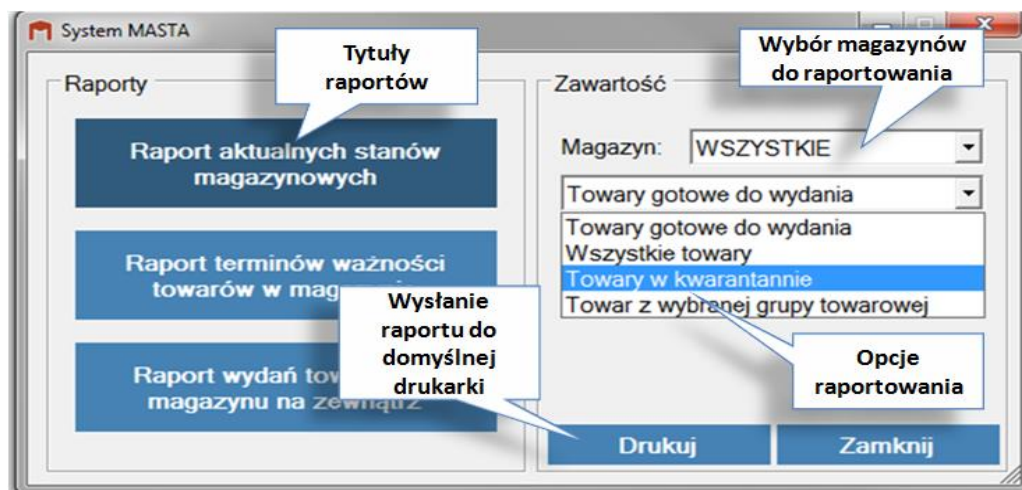 System MASTA
Tytuły
raportów
Wybór magazynów
do raportowania
Raporty
Raport aktualnych stanów
magazynowych
Raport terminów ważności
towarów w
Raport wydań
magazynu na zewnątrz
Wysłanie
raportu do
domyślnej
drukarki
Zawartość
Magazyn: WSZYSTKIE
Towary gotowe do wydania
Towary gotowe do wydania
Wszystkie towary
Towary w kwarantannie
Towar z wybranej grupy towarowej
Opcje
raportowania
Drukuj Zamknij